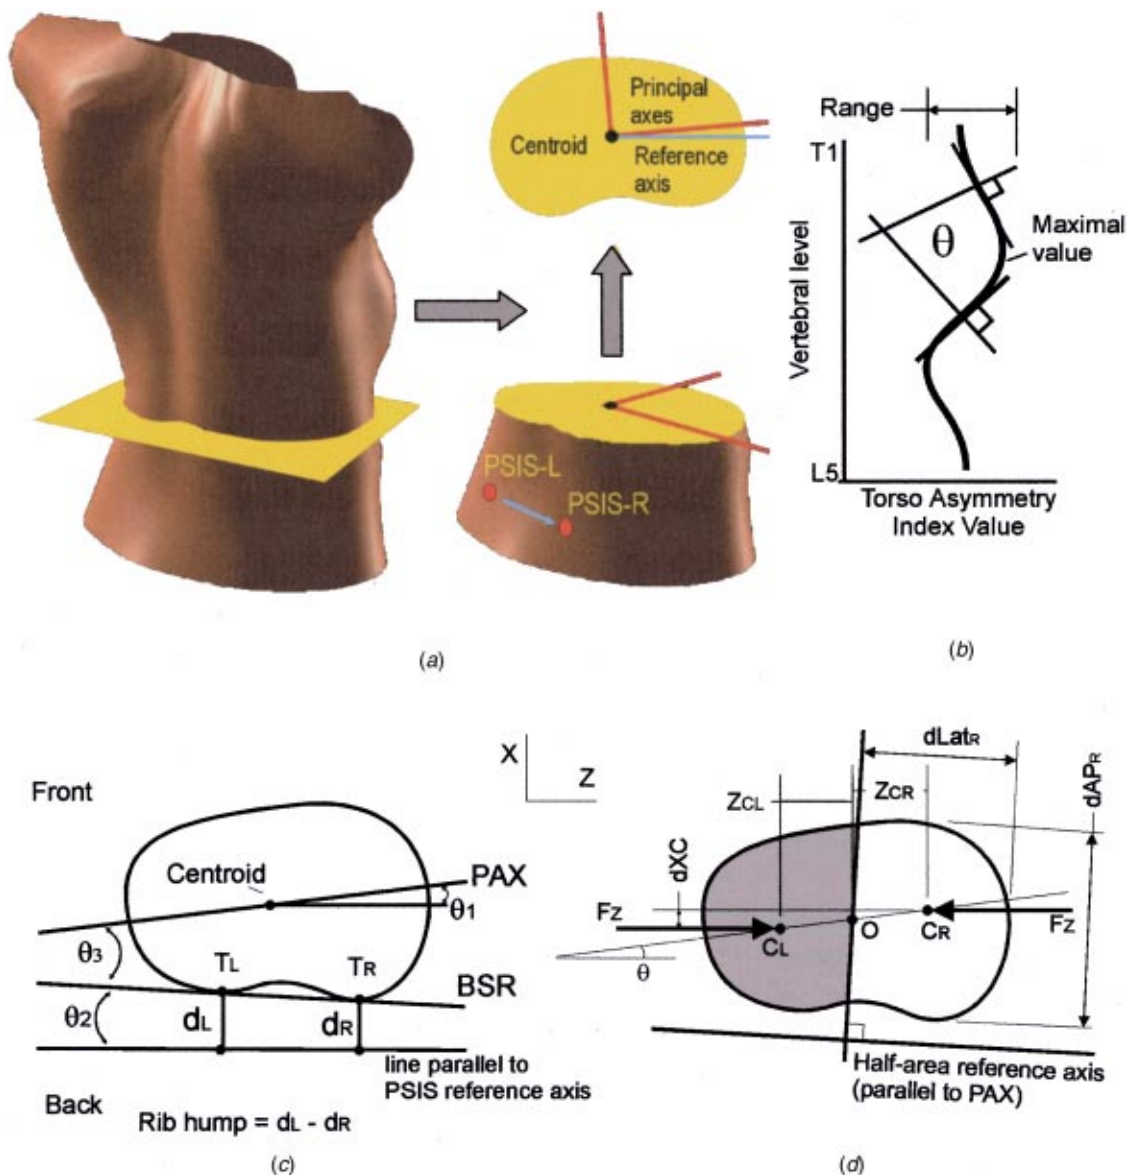 Principal
axes
Centroid
Reference
axis
PSIS-L
PSIS-R
(a)
Range
T1
Vertebral level
θ
Maximal
value
L5
Torso Asymmetry
Index Value
(b)
X
Z
Front
Centroid
PAX
θ1
θ3
TL
TR
BSR
θ2
dL
dR
line parallel to
PSIS reference axis
Back
Rib hump = dL - dR
(c)
dLatR
ZCL
ZCR
dAPR
dXC
Fz
Fz
O
CL
CR
θ
Half-area reference axis
(parallel to PAX)
(d)